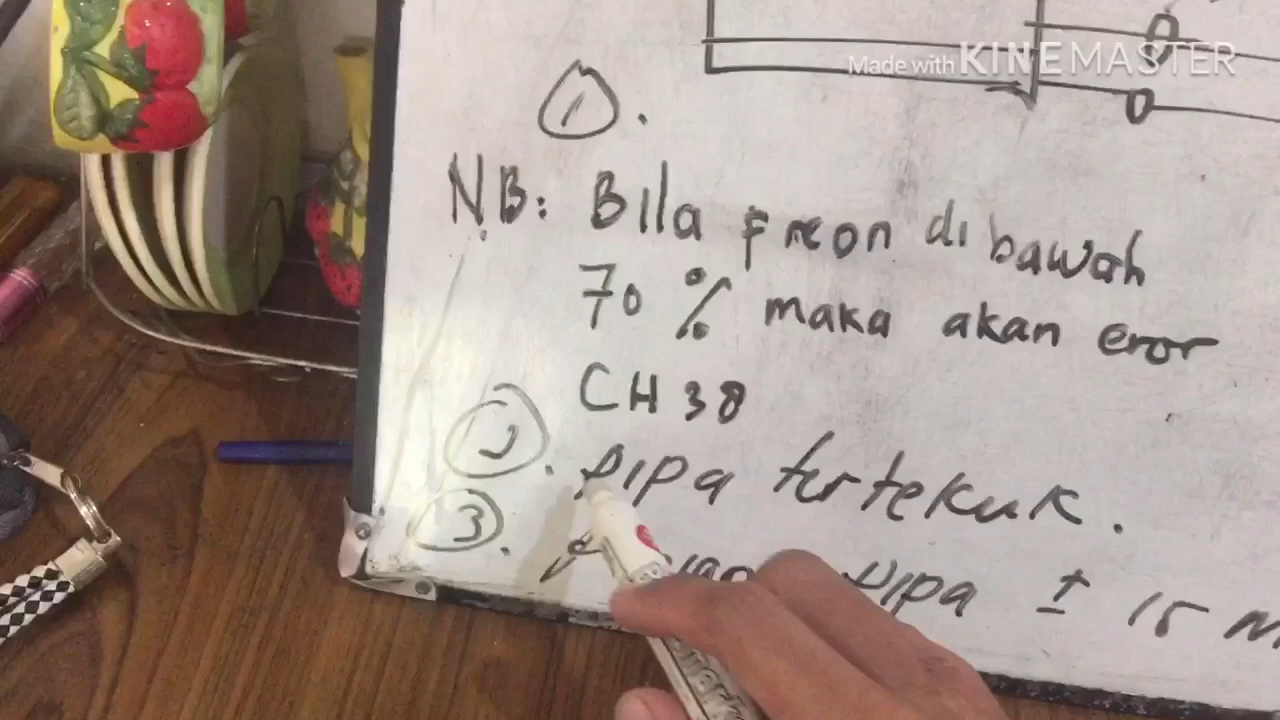 Made with KINEMASTER
1.
NB: Bila freon di bawah
70 % maka akan eror
CH 38
2. pipa tertekuk.
3. pipa ± 15 M